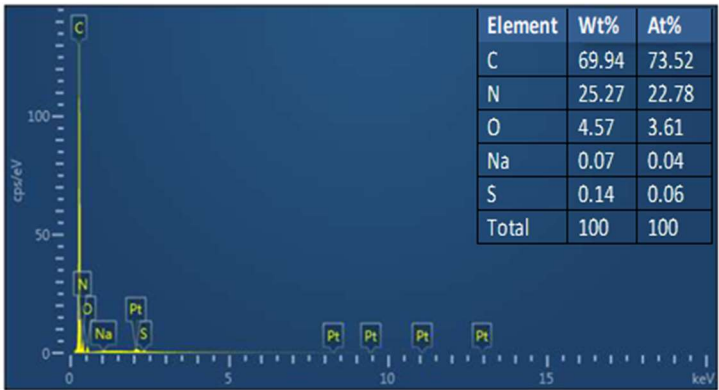 C
100
cps/eV
50
N
O
Pt
Na
S
Pt
Pt
Pt
Pt
0
0
5
10
15
keV
Element Wt% At%
C 69.94 73.52
N 25.27 22.78
O 4.57 3.61
Na 0.07 0.04
S 0.14 0.06
Total 100 100